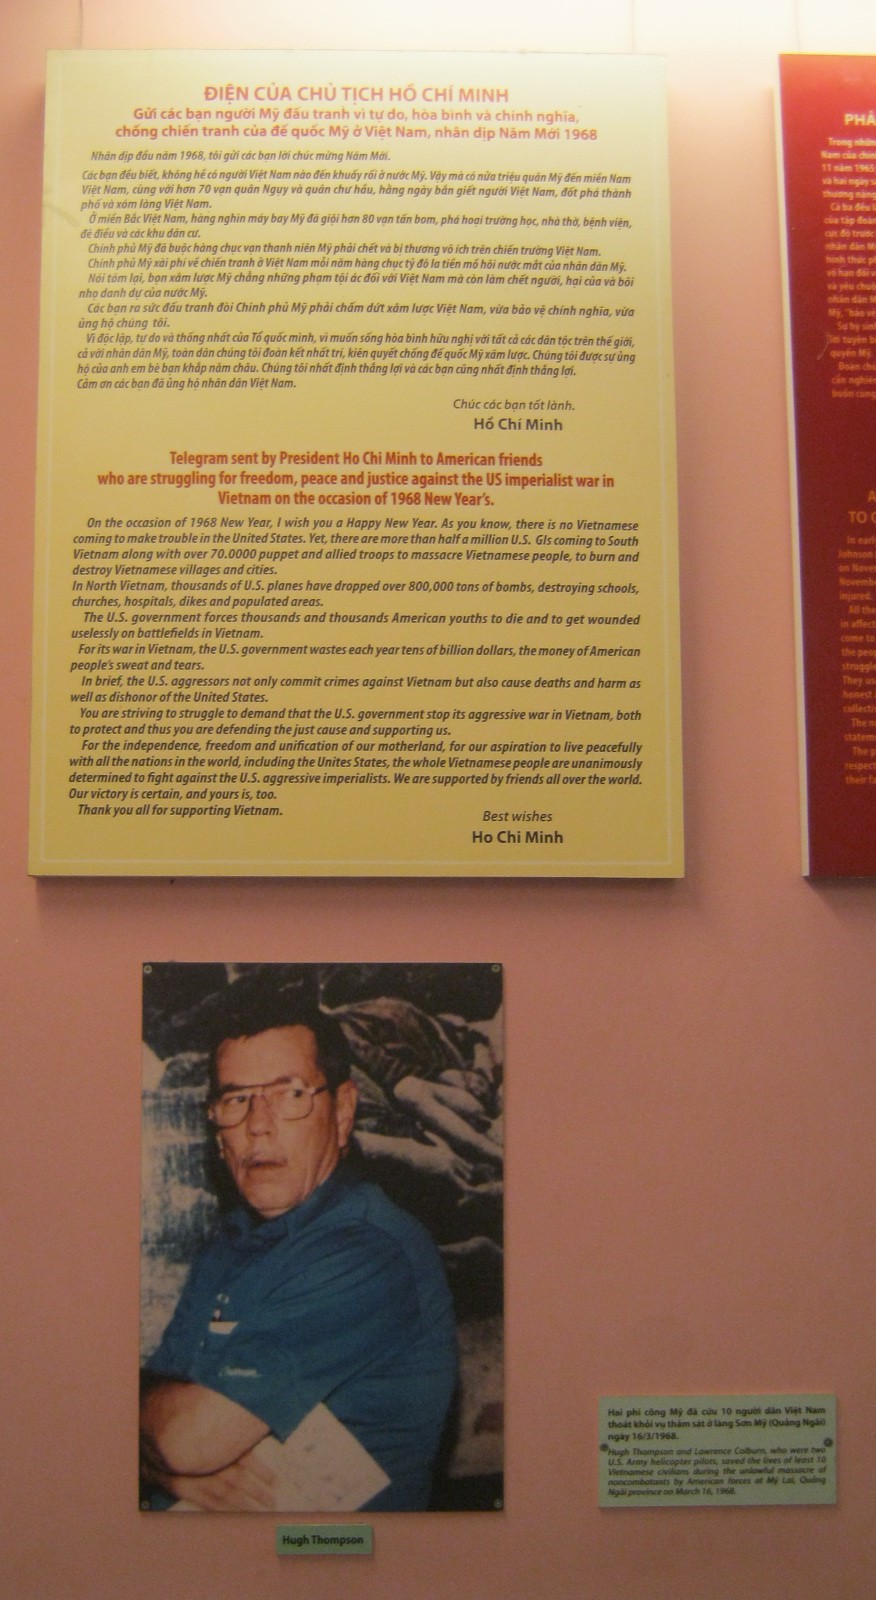 ĐIỆN CỦA CHỦ TỊCH HỒ CHÍ MINH
Gửi các bạn người Mỹ đấu tranh vì tự do, hòa bình và chính nghĩa,
chống chiến tranh của đế quốc Mỹ ở Việt Nam, nhân dịp Năm Mới 1968
Nhân dịp đầu năm 1968, tôi gửi các bạn lời chúc mừng Năm Mới.
Các bạn đều biết, không hề có người Việt Nam nào đến khuấy rối ở nước Mỹ. Vậy mà có nửa triệu quân Mỹ đến miền Nam
Việt Nam, cùng với hơn 70 vạn quân Ngụy và quân chư hầu, hàng ngày bắn giết người Việt Nam, đốt phá thành
phố và xóm làng Việt Nam.
Ở miền Bắc Việt Nam, hàng nghìn máy bay Mỹ đã giội hơn 80 vạn tấn bom, phá hoại trường học, nhà thờ, bệnh viện,
đê điều và các khu dân cư.
Chính phủ Mỹ đã buộc hàng chục vạn thanh niên Mỹ phải chết và bị thương vô ích trên chiến trường Việt Nam.
Chính phủ Mỹ xài phí về chiến tranh ở Việt Nam mỗi năm hàng chục tỷ đô la tiền mồ hôi nước mắt của nhân dân Mỹ.
Nói tóm lại, bọn xâm lược Mỹ chẳng những phạm tội ác đối với Việt Nam mà còn làm chết người, hại của và bôi
nhọ danh dự của nước Mỹ.
Các bạn ra sức đấu tranh đòi Chính phủ Mỹ phải chấm dứt xâm lược Việt Nam, vừa bảo vệ chính nghĩa, vừa
ủng hộ chúng tôi.
Vì độc lập, tự do và thống nhất của Tổ quốc mình, vì muốn sống hòa bình hữu nghị với tất cả các dân tộc trên thế giới,
cả với nhân dân Mỹ, toàn dân chúng tôi đoàn kết nhất trí, kiên quyết chống đế quốc Mỹ xâm lược. Chúng tôi được sự ủng
hộ của anh em bè bạn khắp năm châu. Chúng tôi nhất định thắng lợi và các bạn cũng nhất định thắng lợi.
Cảm ơn các bạn đã ủng hộ nhân dân Việt Nam.
Chúc các bạn tốt lành.
Hồ Chí Minh
Telegram sent by President Ho Chi Minh to American friends
who are struggling for freedom, peace and justice against the US imperialist war in
Vietnam on the occasion of 1968 New Year's.
On the occasion of 1968 New Year, I wish you a Happy New Year. As you know, there is no Vietnamese
coming to make trouble in the United States. Yet, there are more than half a million U.S. GIs coming to South
Vietnam along with over 70.0000 puppet and allied troops to massacre Vietnamese people, to burn and
destroy Vietnamese villages and cities.
In North Vietnam, thousands of U.S. planes have dropped over 800,000 tons of bombs, destroying schools,
churches, hospitals, dikes and populated areas.
The U.S. government forces thousands and thousands American youths to die and to get wounded
uselessly on battlefields in Vietnam.
For its war in Vietnam, the U.S. government wastes each year tens of billion dollars, the money of American
people's sweat and tears.
In brief, the U.S. aggressors not only commit crimes against Vietnam but also cause deaths and harm as
well as dishonor of the United States.
You are striving to struggle to demand that the U.S. government stop its aggressive war in Vietnam, both
to protect and thus you are defending the just cause and supporting us.
For the independence, freedom and unification of our motherland, for our aspiration to live peacefully
with all the nations in the world, including the Unites States, the whole Vietnamese people are unanimously
determined to fight against the U.S. aggressive imperialists. We are supported by friends all over the world.
Our victory is certain, and yours is, too.
Thank you all for supporting Vietnam.
Best wishes
Ho Chi Minh
Hugh Thompson
Hai phi công Mỹ đã cứu 10 người dân Việt Nam
thoát khỏi vụ thảm sát ở làng Sơn Mỹ (Quảng Ngãi)
ngày 16/3/1968.
Hugh Thompson and Lawrence Colburn, who were two
U.S. Army helicopter pilots, saved the lives of least 10
Vietnamese civilians during the unlawful massacre of
noncombatants by American forces at Mỹ Lai, Quảng
Ngãi province on March 16, 1968.